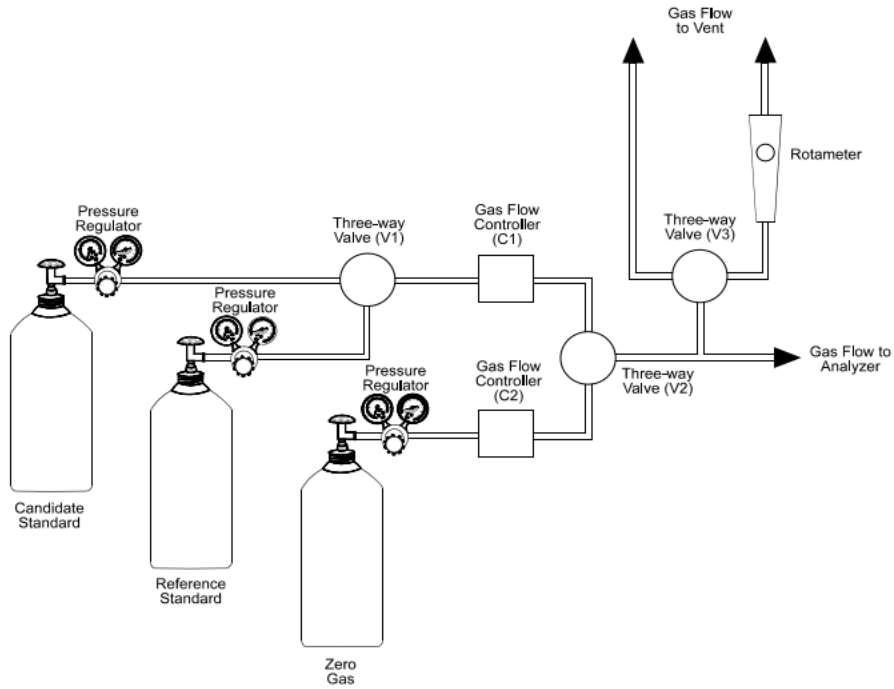 Gas Flow
to Vent
Rotameter
Pressure
Regulator
Three-way
Valve (V1)
Gas Flow
Controller
(C1)
Three-way
Valve (V3)
Pressure
Regulator
Pressure
Regulator
Gas Flow
Controller
(C2)
Three-way
Valve (V2)
Gas Flow to
Analyzer
Candidate
Standard
Reference
Standard
Zero
Gas